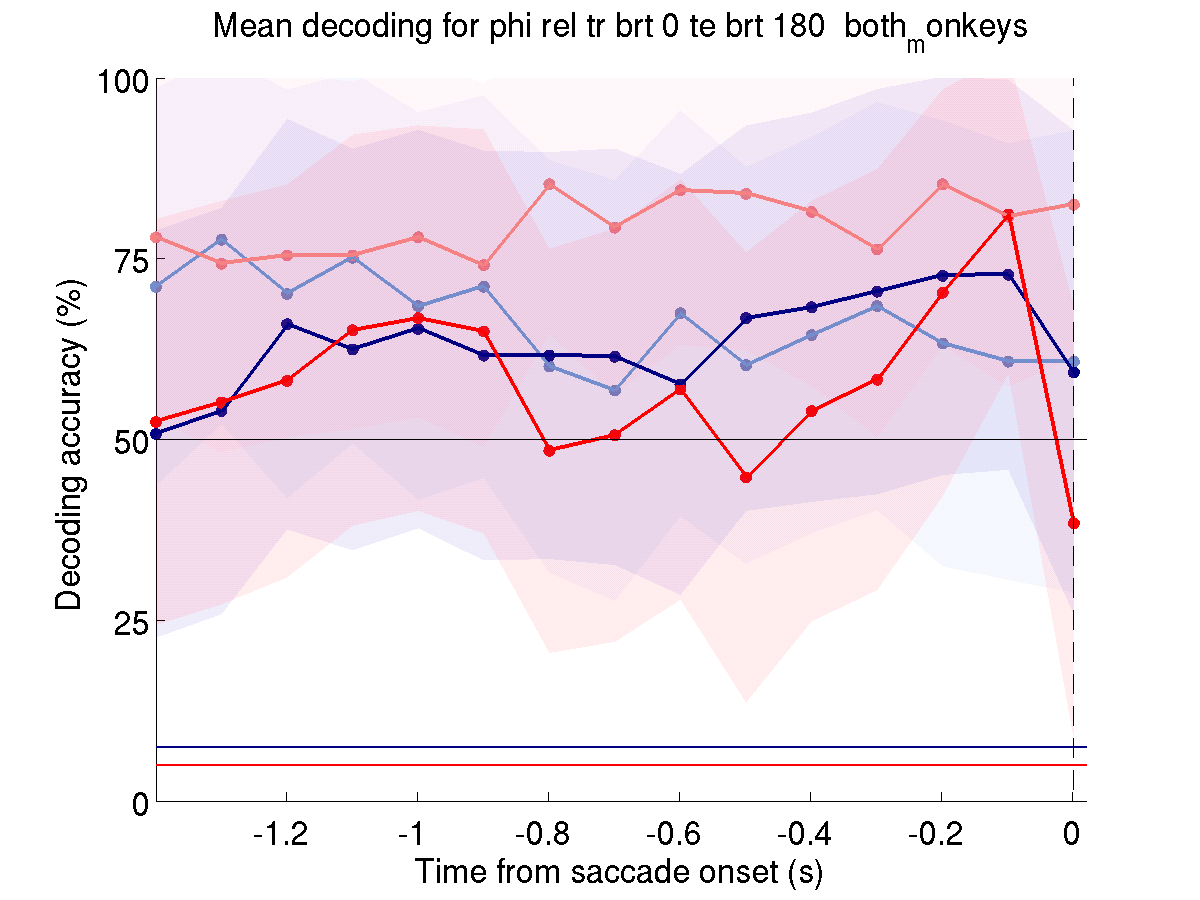 Mean decoding for phi rel tr brt 0 te brt 180 both_monkeys
100
75
50
25
0
Decoding accuracy (%)
-1.2 -1 -0.8 -0.6 -0.4 -0.2 0
Time from saccade onset (s)